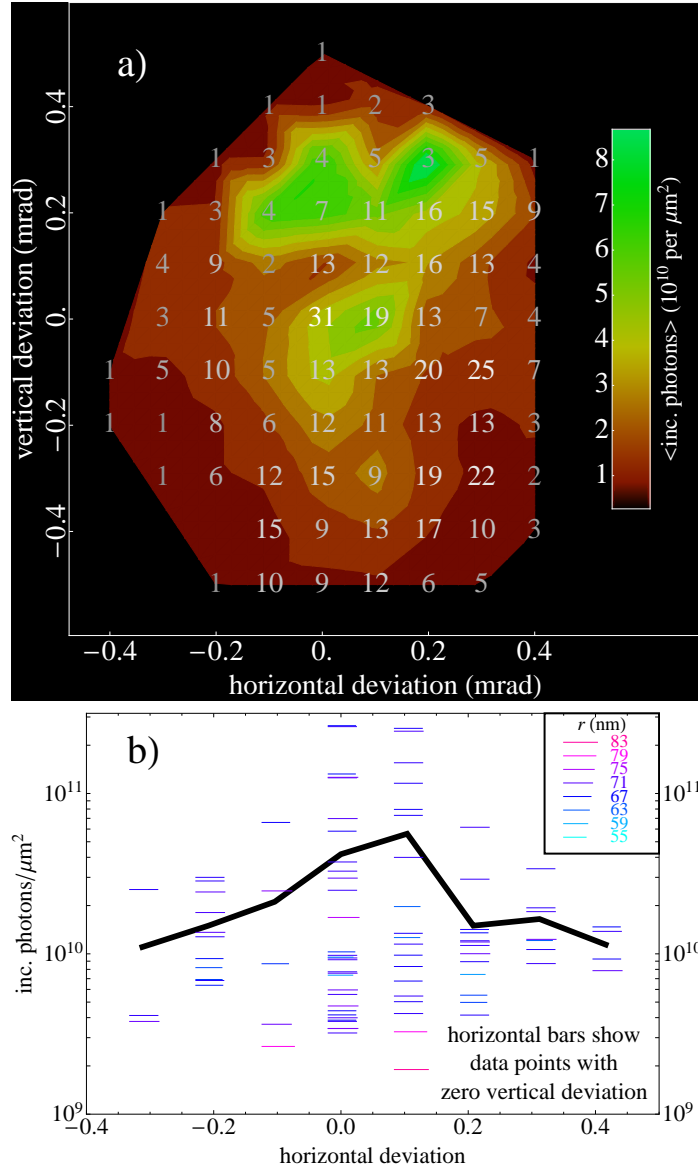 a)
1
1 1 2 3
1 3 4 5 3 5 1
1 3 4 7 11 16 15 9
4 9 2 13 12 16 13 4
3 11 5 31 19 13 7 4
1 5 10 5 13 13 20 25 7
1 1 8 6 12 11 13 13 3
1 6 12 15 9 19 22 2
15 9 13 17 10 3
1 10 9 12 6 5
0.4
0.2
0.
−0.2
−0.4
vertical deviation (mrad)
−0.4 −0.2 0. 0.2 0.4
horizontal deviation (mrad)
8
7
6
5
4
3
2
1
<inc. photons> (10¹⁰ per μm²)
b)
r (nm)
83
79
75
71
67
63
59
55
10¹¹ 10¹¹
10¹⁰ 10¹⁰
10⁹ 10⁹
inc. photons/μm²
horizontal bars show
data points with
zero vertical deviation
−0.4 −0.2 0.0 0.2 0.4
horizontal deviation